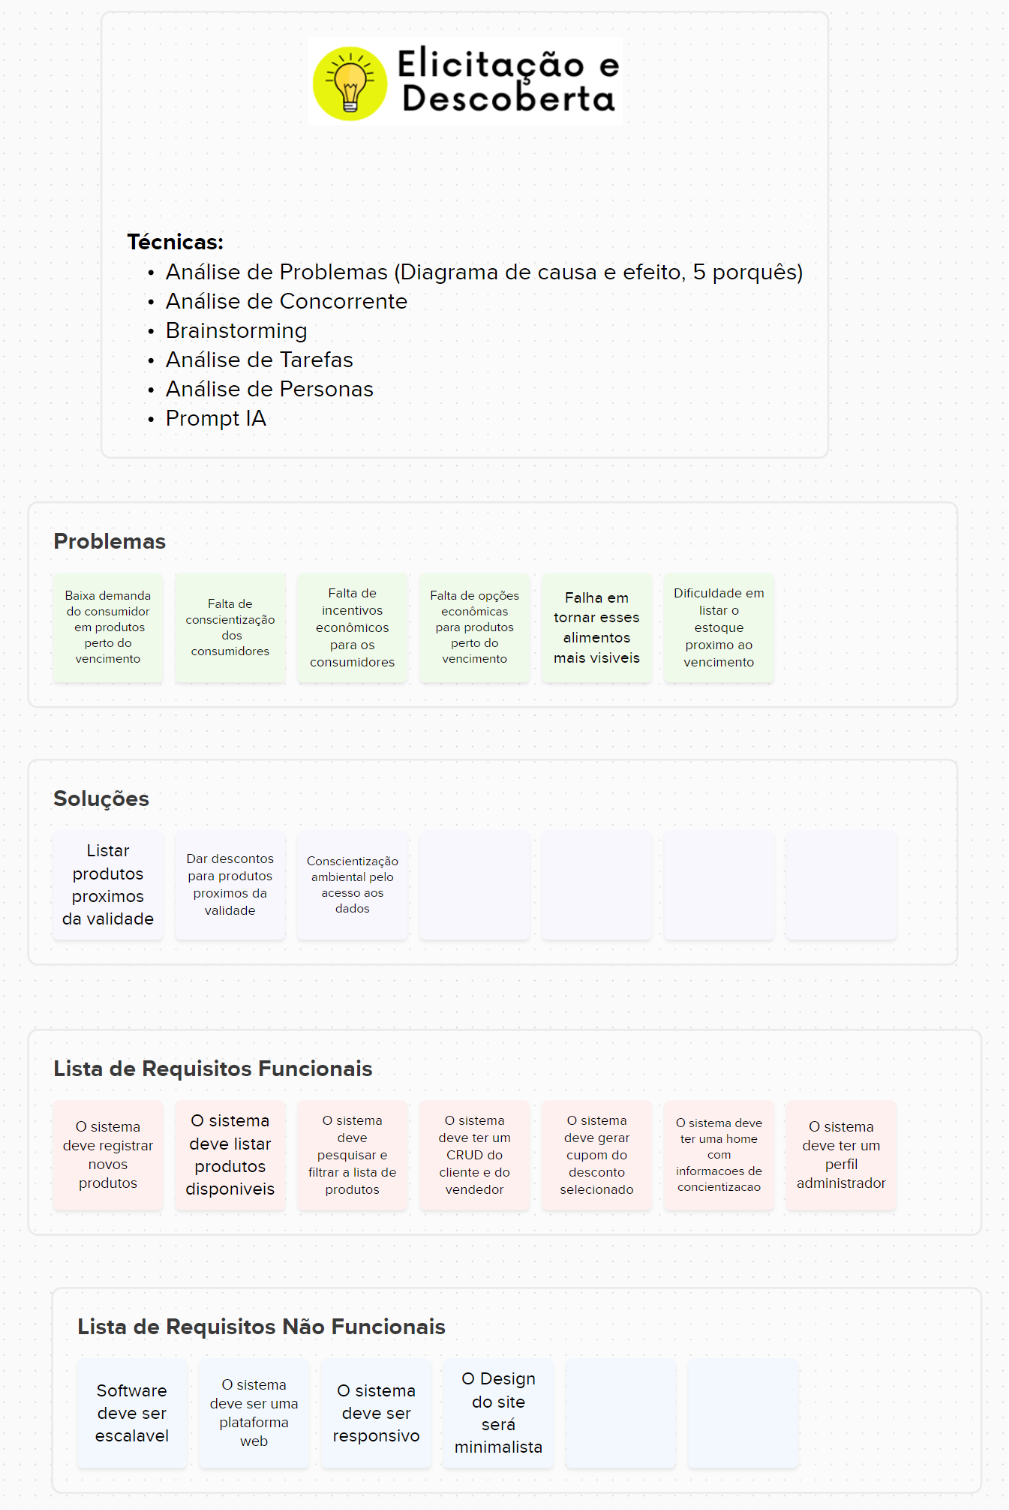 Elicitação e
Descoberta
Técnicas:
• Análise de Problemas (Diagrama de causa e efeito, 5 porquês)
• Análise de Concorrente
• Brainstorming
• Análise de Tarefas
• Análise de Personas
• Prompt IA
Problemas
Baixa demanda
do consumidor
em produtos
perto do
vencimento
Falta de
conscientização
dos
consumidores
Falta de
incentivos
econômicos
para os
consumidores
Falta de opções
econômicas
para produtos
perto do
vencimento
Falha em
tornar esses
alimentos
mais visiveis
Dificuldade em
listar o
estoque
proximo ao
vencimento
Soluções
Listar
produtos
proximos
da validade
Dar descontos
para produtos
proximos da
validade
Conscientização
ambiental pelo
acesso aos
dados
Lista de Requisitos Funcionais
O sistema
deve registrar
novos
produtos
O sistema
deve listar
produtos
disponiveis
O sistema
deve
pesquisar e
filtrar a lista de
produtos
O sistema
deve ter um
CRUD do
cliente e do
vendedor
O sistema
deve gerar
cupom do
desconto
selecionado
O sistema deve
ter uma home
com
informacoes de
concientizacao
O sistema
deve ter um
perfil
administrador
Lista de Requisitos Não Funcionais
Software
deve ser
escalavel
O sistema
deve ser uma
plataforma
web
O sistema
deve ser
responsivo
O Design
do site
será
minimalista